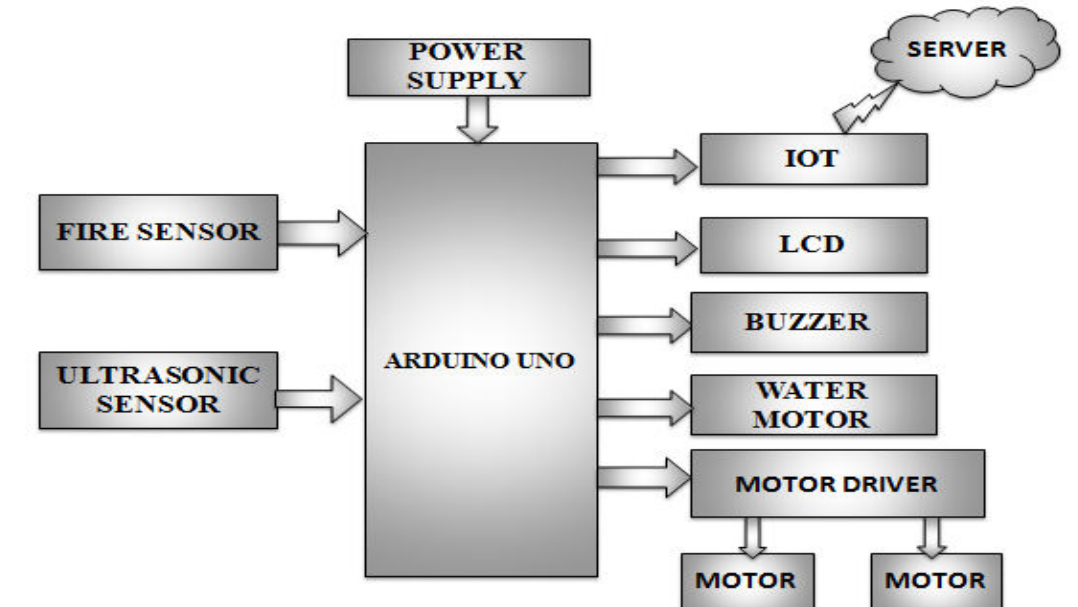 POWER
SUPPLY
SERVER
IOT
FIRE SENSOR
LCD
BUZZER
ARDUINO UNO
ULTRASONIC
SENSOR
WATER
MOTOR
MOTOR DRIVER
MOTOR
MOTOR